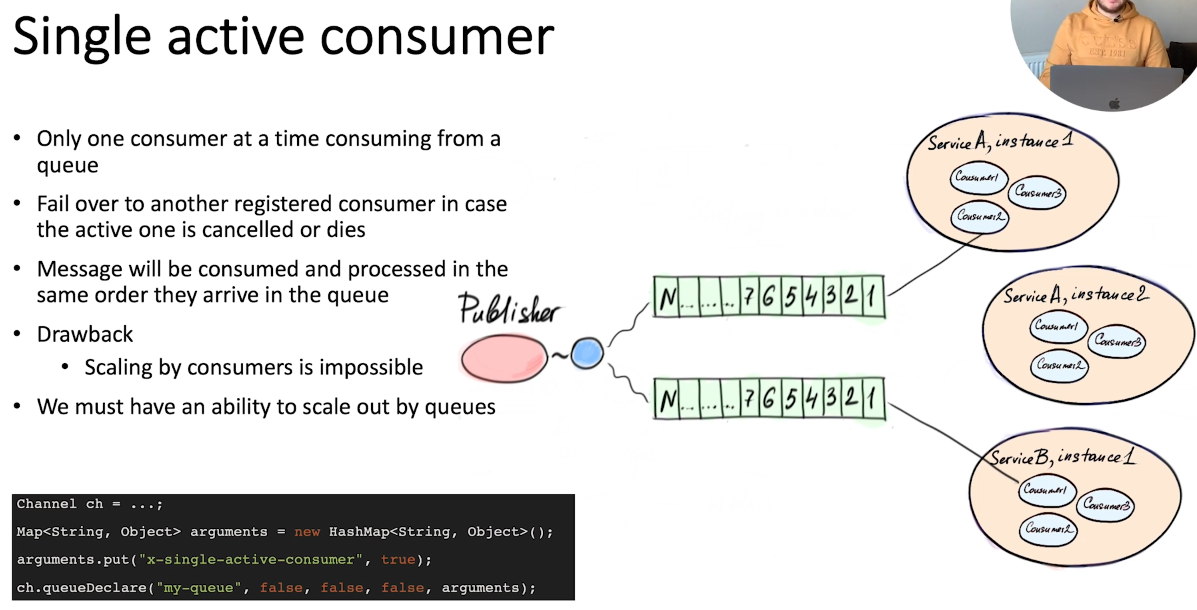 Single active consumer
• Only one consumer at a time consuming from a
queue
• Fail over to another registered consumer in case
the active one is cancelled or dies
• Message will be consumed and processed in the
same order they arrive in the queue
• Drawback
• Scaling by consumers is impossible
• We must have an ability to scale out by queues
Channel ch = ...;
Map<String, Object> arguments = new HashMap<String, Object>();
arguments.put("x-single-active-consumer", true);
ch.queueDeclare("my-queue", false, false, false, arguments);
Publisher
N... ... .. 7 6 5 4 3 2 1
N... ... .. 7 6 5 4 3 2 1
Service A, instance 1
Consumer1
Consumer3
Consumer2
Service A, instance 2
Consumer1
Consumer3
Consumer2
Service B, instance 1
Consumer1
Consumer3
Consumer2